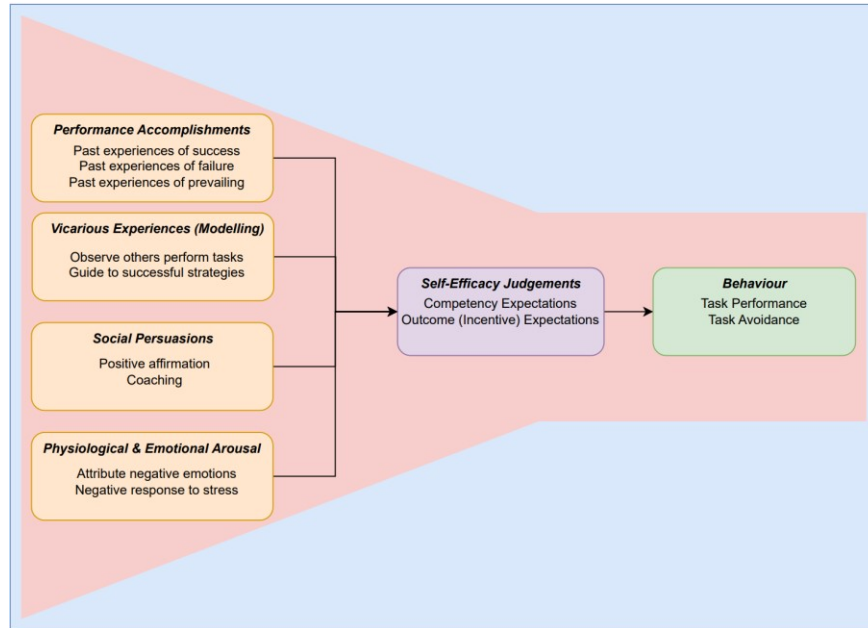 Performance Accomplishments
Past experiences of success
Past experiences of failure
Past experiences of prevailing
Vicarious Experiences (Modelling)
Observe others perform tasks
Guide to successful strategies
Social Persuasions
Positive affirmation
Coaching
Physiological & Emotional Arousal
Attribute negative emotions
Negative response to stress
Self-Efficacy Judgements
Competency Expectations
Outcome (Incentive) Expectations
Behaviour
Task Performance
Task Avoidance